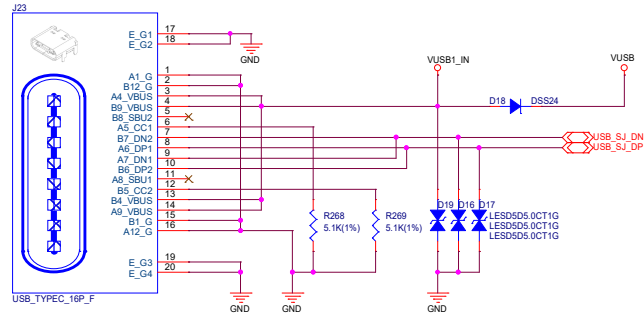 J23
E_G1 17
E_G2 18
GND
VUSB1_IN
VUSB
A1_G 1
B12_G 2
A4_VBUS 3
B9_VBUS 4
B8_SBU2 5
A5_CC1 6
B7_DN2 7
A6_DP1 8
A7_DN1 9
B6_DP2 10
A8_SBU1 11
B5_CC2 12
B4_VBUS 13
A9_VBUS 14
B1_G 15
A12_G 16
E_G3 19
E_G4 20
D18 DSS24
USB_SJ_DN
USB_SJ_DP
R268
5.1K(1%)
R269
5.1K(1%)
D19 D16 D17
LESD5D5.0CT1G
LESD5D5.0CT1G
LESD5D5.0CT1G
USB_TYPEC_16P_F
GND
GND
GND